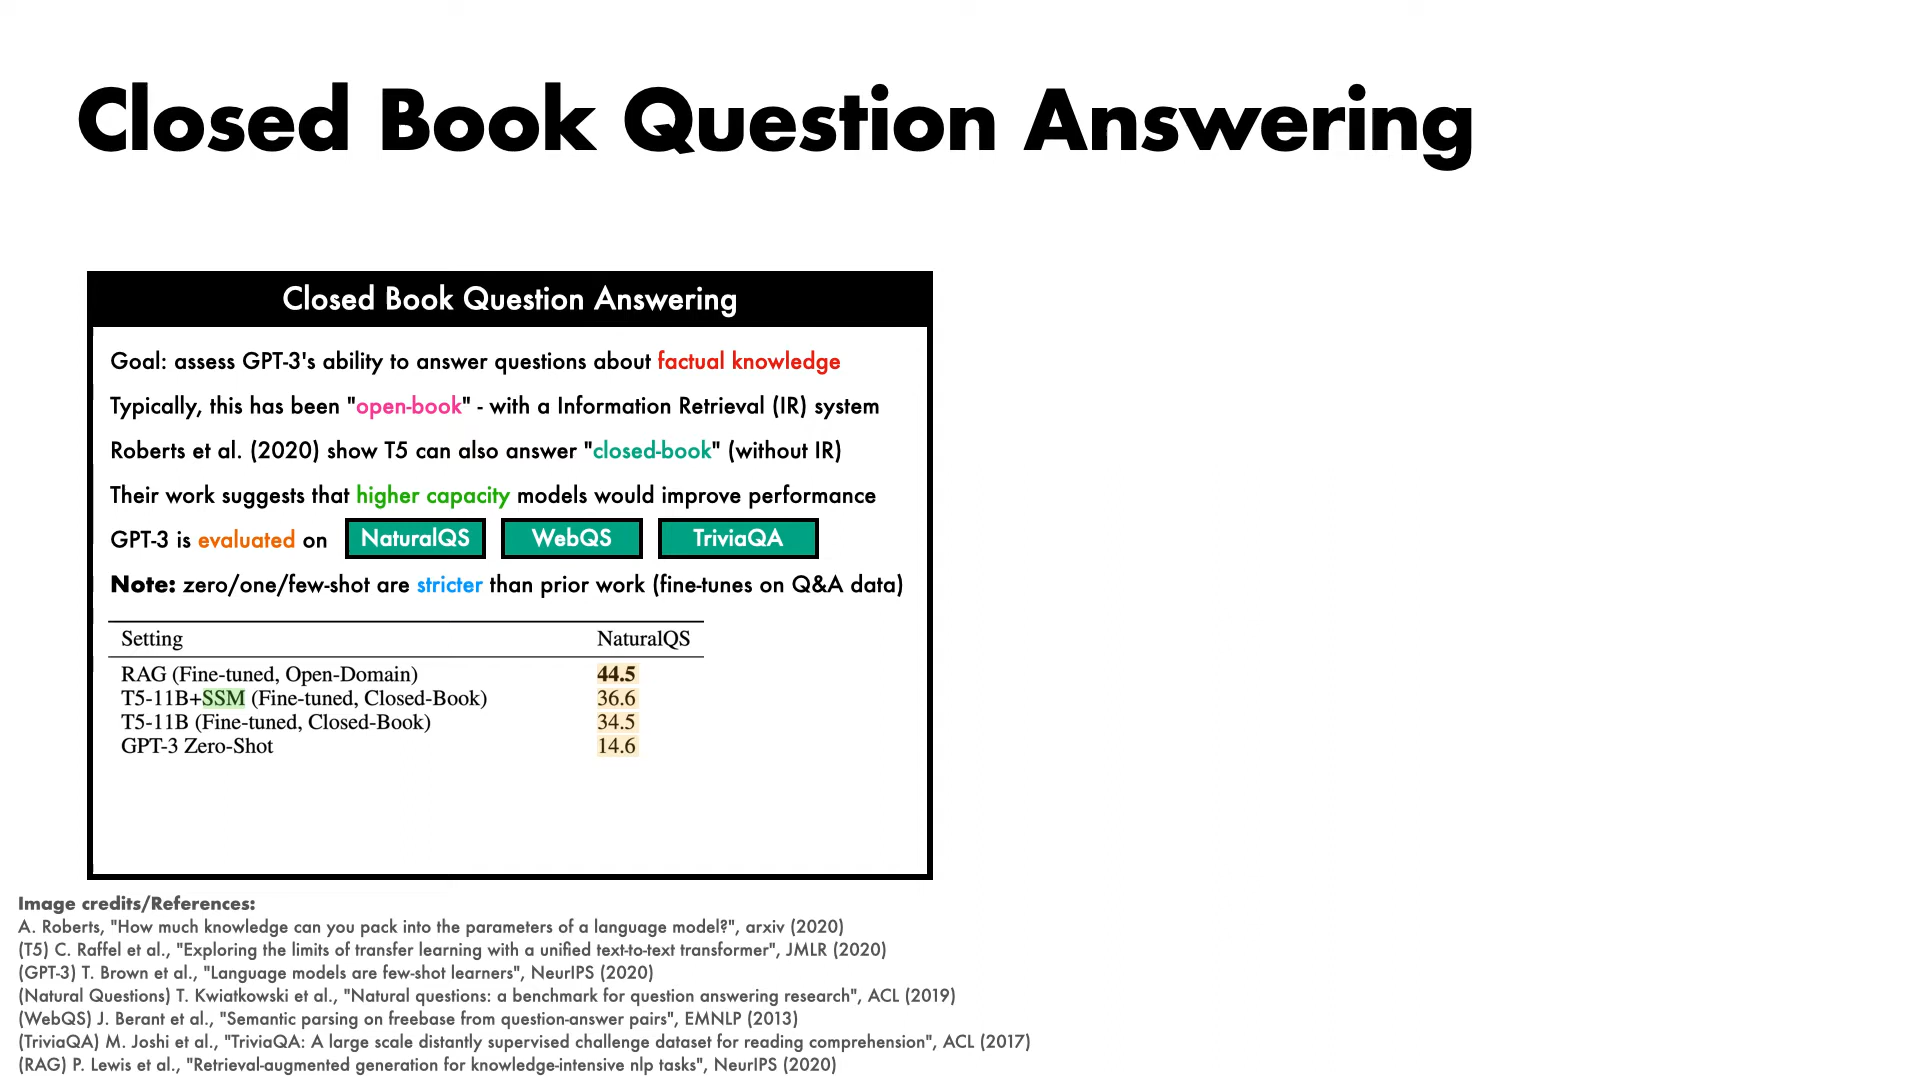 Closed Book Question Answering
Closed Book Question Answering
Goal: assess GPT-3's ability to answer questions about factual knowledge
Typically, this has been "open-book" - with a Information Retrieval (IR) system
Roberts et al. (2020) show T5 can also answer "closed-book" (without IR)
Their work suggests that higher capacity models would improve performance
GPT-3 is evaluated on NaturalQS WebQS TriviaQA
Note: zero/one/few-shot are stricter than prior work (fine-tunes on Q&A data)
Setting NaturalQS
RAG (Fine-tuned, Open-Domain) 44.5
T5-11B+SSM (Fine-tuned, Closed-Book) 36.6
T5-11B (Fine-tuned, Closed-Book) 34.5
GPT-3 Zero-Shot 14.6
Image credits/References:
A. Roberts, "How much knowledge can you pack into the parameters of a language model?", arxiv (2020)
(T5) C. Raffel et al., "Exploring the limits of transfer learning with a unified text-to-text transformer", JMLR (2020)
(GPT-3) T. Brown et al., "Language models are few-shot learners", NeurIPS (2020)
(Natural Questions) T. Kwiatkowski et al., "Natural questions: a benchmark for question answering research", ACL (2019)
(WebQS) J. Berant et al., "Semantic parsing on freebase from question-answer pairs", EMNLP (2013)
(TriviaQA) M. Joshi et al., "TriviaQA: A large scale distantly supervised challenge dataset for reading comprehension", ACL (2017)
(RAG) P. Lewis et al., "Retrieval-augmented generation for knowledge-intensive nlp tasks", NeurIPS (2020)